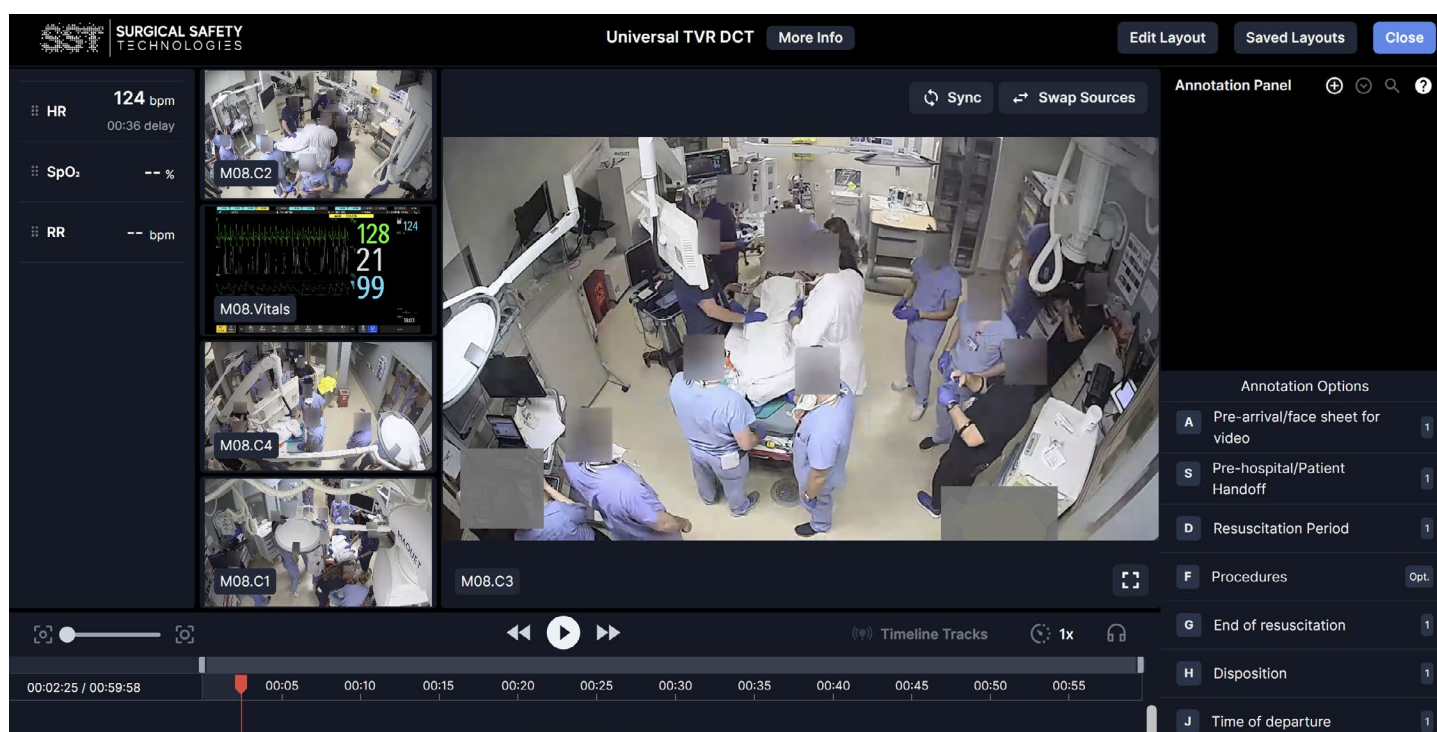 SST
SURGICAL SAFETY
TECHNOLOGIES
Universal TVR DCT
More Info
Edit Layout
Saved Layouts
Close
HR
124 bpm
00:36 delay
SpO₂
-- %
RR
-- bpm
M08.C2
128
124
21
99
M08.Vitals
M08.C4
MAQUET
M08.C1
Sync
Swap Sources
MAQUET
M08.C3
Annotation Panel
?
Annotation Options
A
Pre-arrival/face sheet for
video
1
S
Pre-hospital/Patient
Handoff
1
D
Resuscitation Period
1
F
Procedures
Opt.
G
End of resuscitation
1
H
Disposition
1
J
Time of departure
1
Timeline Tracks
1x
00:02:25 / 00:59:58
00:05
00:10
00:15
00:20
00:25
00:30
00:35
00:40
00:45
00:50
00:55